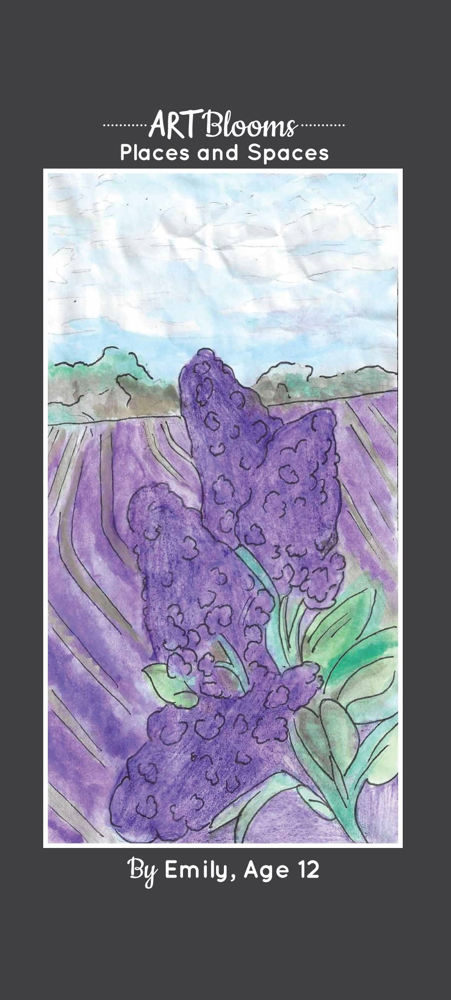 ART Blooms
Places and Spaces
By Emily, Age 12